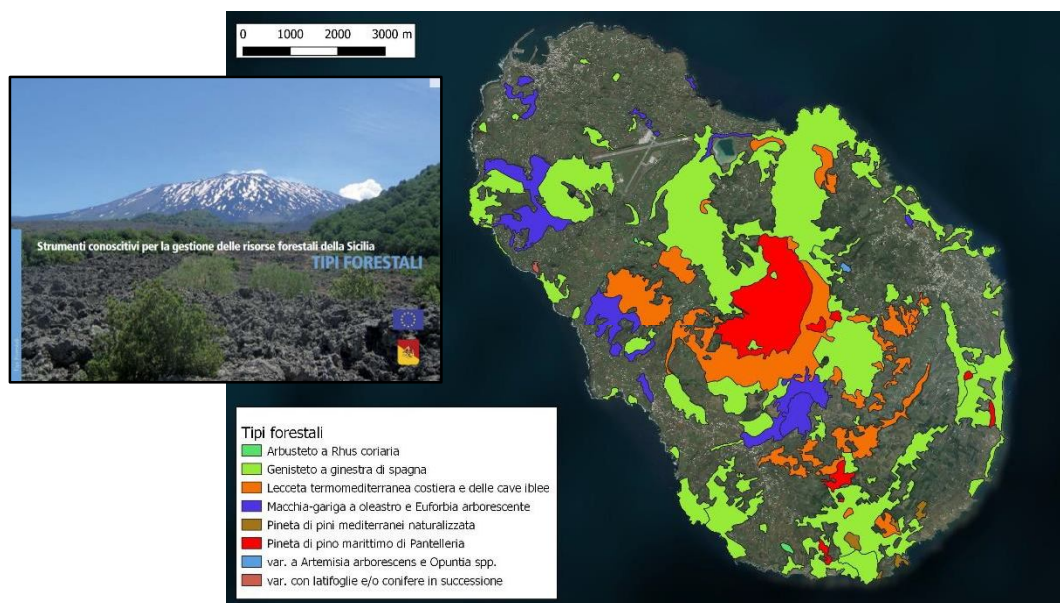 0 1000 2000 3000 m
Strumenti conoscitivi per la gestione delle risorse forestali della Sicilia
TIPI FORESTALI
Tipi forestali
Arbusteto a Rhus coriaria
Genisteto a ginestra di spagna
Lecceta termomediterranea costiera e delle cave iblee
Macchia-gariga a oleastro e Euforbia arborescente
Pineta di pini mediterranei naturalizzata
Pineta di pino marittimo di Pantelleria
var. a Artemisia arborescens e Opuntia spp.
var. con latifoglie e/o conifere in successione